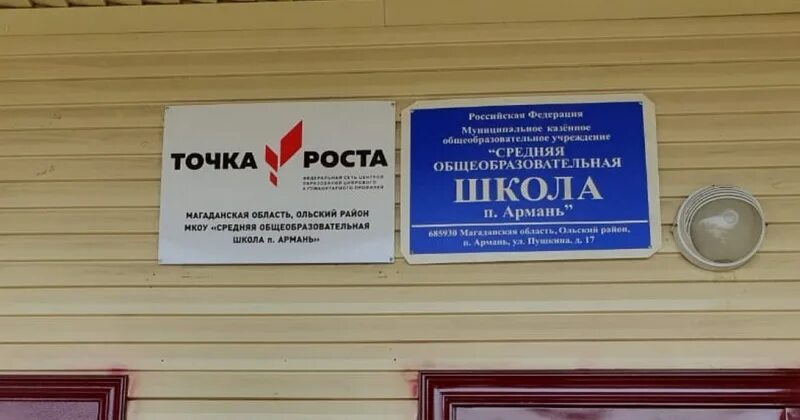 ТОЧКА РОСТА
ФЕДЕРАЛЬНАЯ СЕТЬ ЦЕНТРОВ
ОБРАЗОВАНИЯ ЦИФРОВОГО
И ГУМАНИТАРНОГО ПРОФИЛЕЙ
МАГАДАНСКАЯ ОБЛАСТЬ, ОЛЬСКИЙ РАЙОН
МКОУ «СРЕДНЯЯ ОБЩЕОБРАЗОВАТЕЛЬНАЯ
ШКОЛА п. АРМАНЬ»
Российская Федерация
Муниципальное казённое
общеобразовательное учреждение
“СРЕДНЯЯ
ОБЩЕОБРАЗОВАТЕЛЬНАЯ
ШКОЛА
п. Армань”
685930 Магаданская область, Ольский район,
п. Армань, ул. Пушкина, д. 17